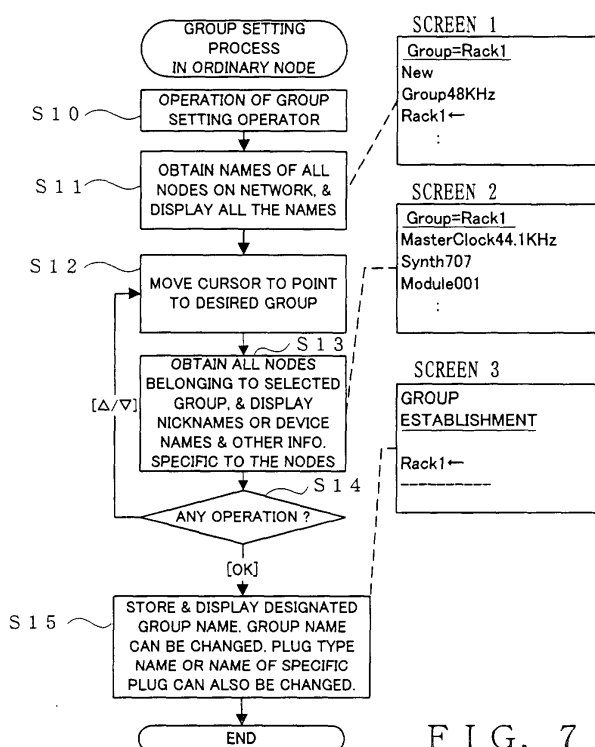 GROUP SETTING
PROCESS
IN ORDINARY NODE
S10
OPERATION OF GROUP
SETTING OPERATOR
S11
OBTAIN NAMES OF ALL
NODES ON NETWORK, &
DISPLAY ALL THE NAMES
S12
MOVE CURSOR TO POINT
TO DESIRED GROUP
S13
OBTAIN ALL NODES
BELONGING TO SELECTED
GROUP, & DISPLAY
NICKNAMES OR DEVICE
NAMES & OTHER INFO.
SPECIFIC TO THE NODES
[△/▽]
S14
ANY OPERATION ?
[OK]
S15
STORE & DISPLAY DESIGNATED
GROUP NAME. GROUP NAME
CAN BE CHANGED. PLUG TYPE
NAME OR NAME OF SPECIFIC
PLUG CAN ALSO BE CHANGED.
END
SCREEN 1
Group=Rack1
New
Group48KHz
Rack1←
:
SCREEN 2
Group=Rack1
MasterClock44.1KHz
Synth707
Module001
:
SCREEN 3
GROUP
ESTABLISHMENT
Rack1←
----------
FIG. 7